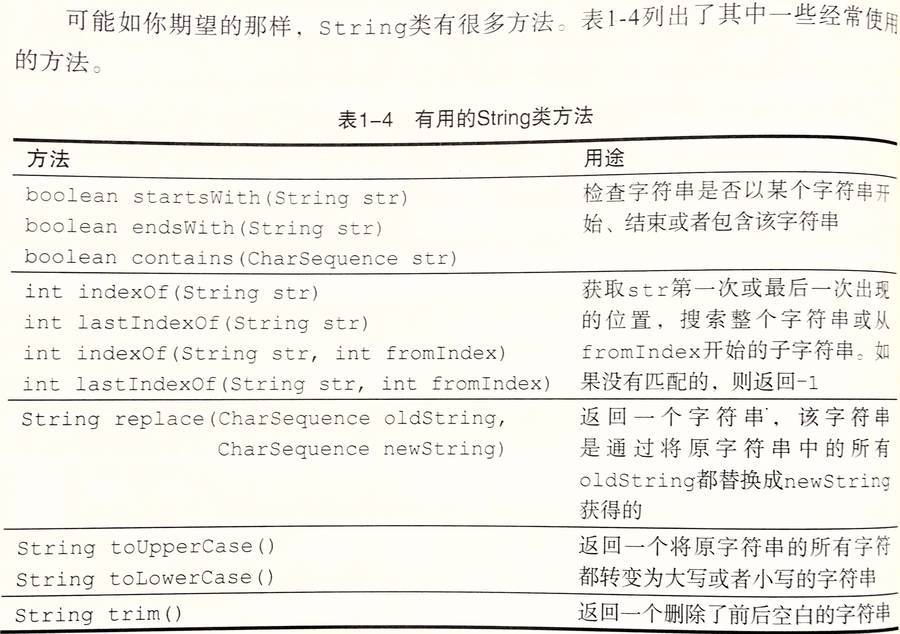 可能如你期望的那样，String类有很多方法。表1-4列出了其中一些经常使用
的方法。
表1-4 有用的String类方法
方法 用途
boolean startsWith(String str) 检查字符串是否以某个字符串开
boolean endsWith(String str) 始、结束或者包含该字符串
boolean contains(CharSequence str)
int indexOf(String str) 获取str第一次或最后一次出现
int lastIndexOf(String str) 的位置，搜索整个字符串或从
int indexOf(String str, int fromIndex) fromIndex开始的子字符串。如
int lastIndexOf(String str, int fromIndex) 果没有匹配的，则返回-1
String replace(CharSequence oldString, 返回一个字符串，该字符串
CharSequence newString) 是通过将原字符串中的所有
oldString都替换成newString
获得的
String toUpperCase() 返回一个将原字符串的所有字符
String toLowerCase() 都转变为大写或者小写的字符串
String trim() 返回一个删除了前后空白的字符串